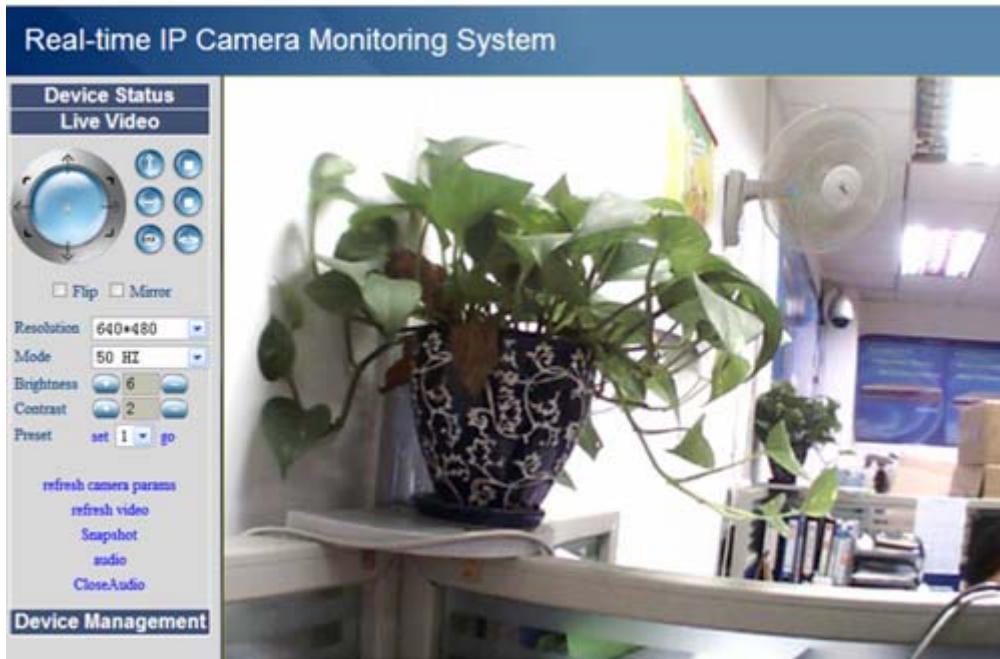 Real-time IP Camera Monitoring System
Device Status
Live Video
Flip Mirror
Resolution 640*480
Mode 50 HZ
Brightness 6
Contrast 2
Preset set 1 go
refresh camera params
refresh video
Snapshot
audio
CloseAudio
Device Management